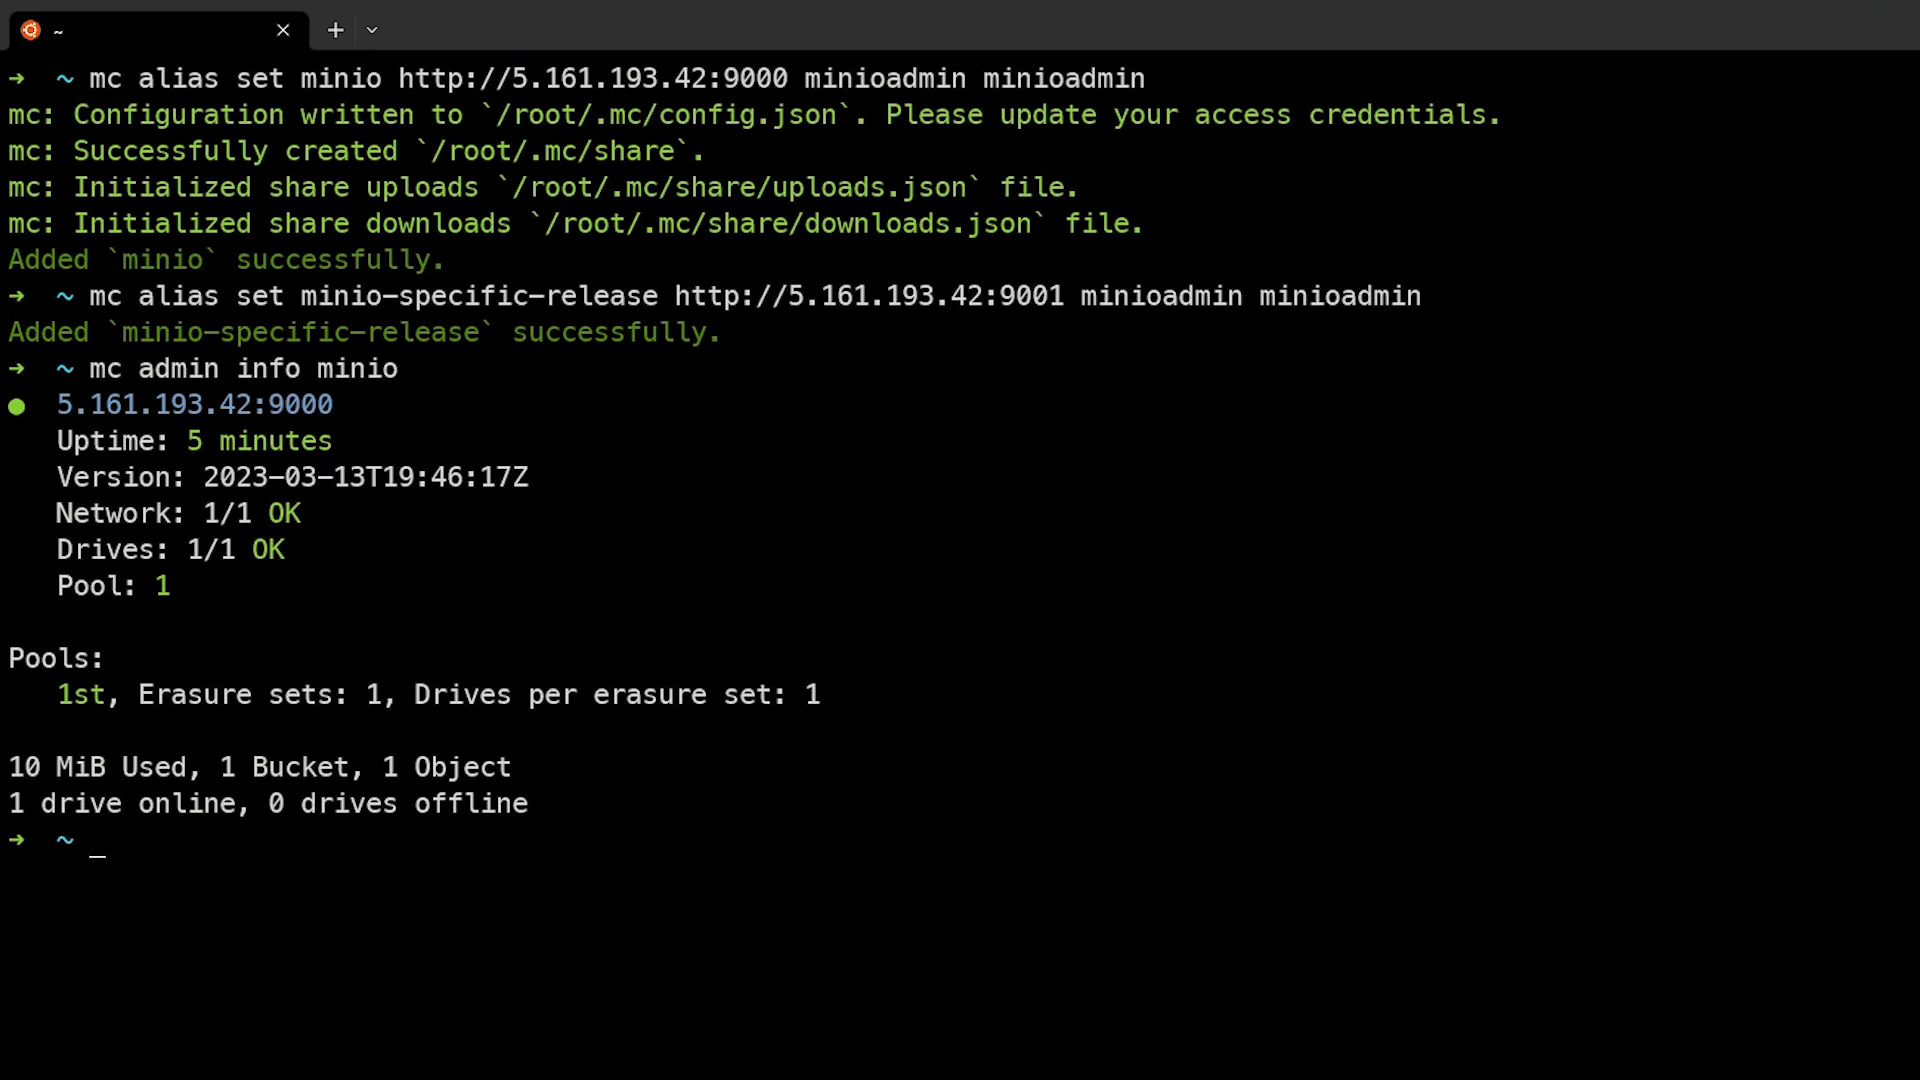 ~
➜ ~ mc alias set minio http://5.161.193.42:9000 minioadmin minioadmin
mc: Configuration written to `/root/.mc/config.json`. Please update your access credentials.
mc: Successfully created `/root/.mc/share`.
mc: Initialized share uploads `/root/.mc/share/uploads.json` file.
mc: Initialized share downloads `/root/.mc/share/downloads.json` file.
Added `minio` successfully.
➜ ~ mc alias set minio-specific-release http://5.161.193.42:9001 minioadmin minioadmin
Added `minio-specific-release` successfully.
➜ ~ mc admin info minio
● 5.161.193.42:9000
Uptime: 5 minutes
Version: 2023-03-13T19:46:17Z
Network: 1/1 OK
Drives: 1/1 OK
Pool: 1
Pools:
1st, Erasure sets: 1, Drives per erasure set: 1
10 MiB Used, 1 Bucket, 1 Object
1 drive online, 0 drives offline
➜ ~ _